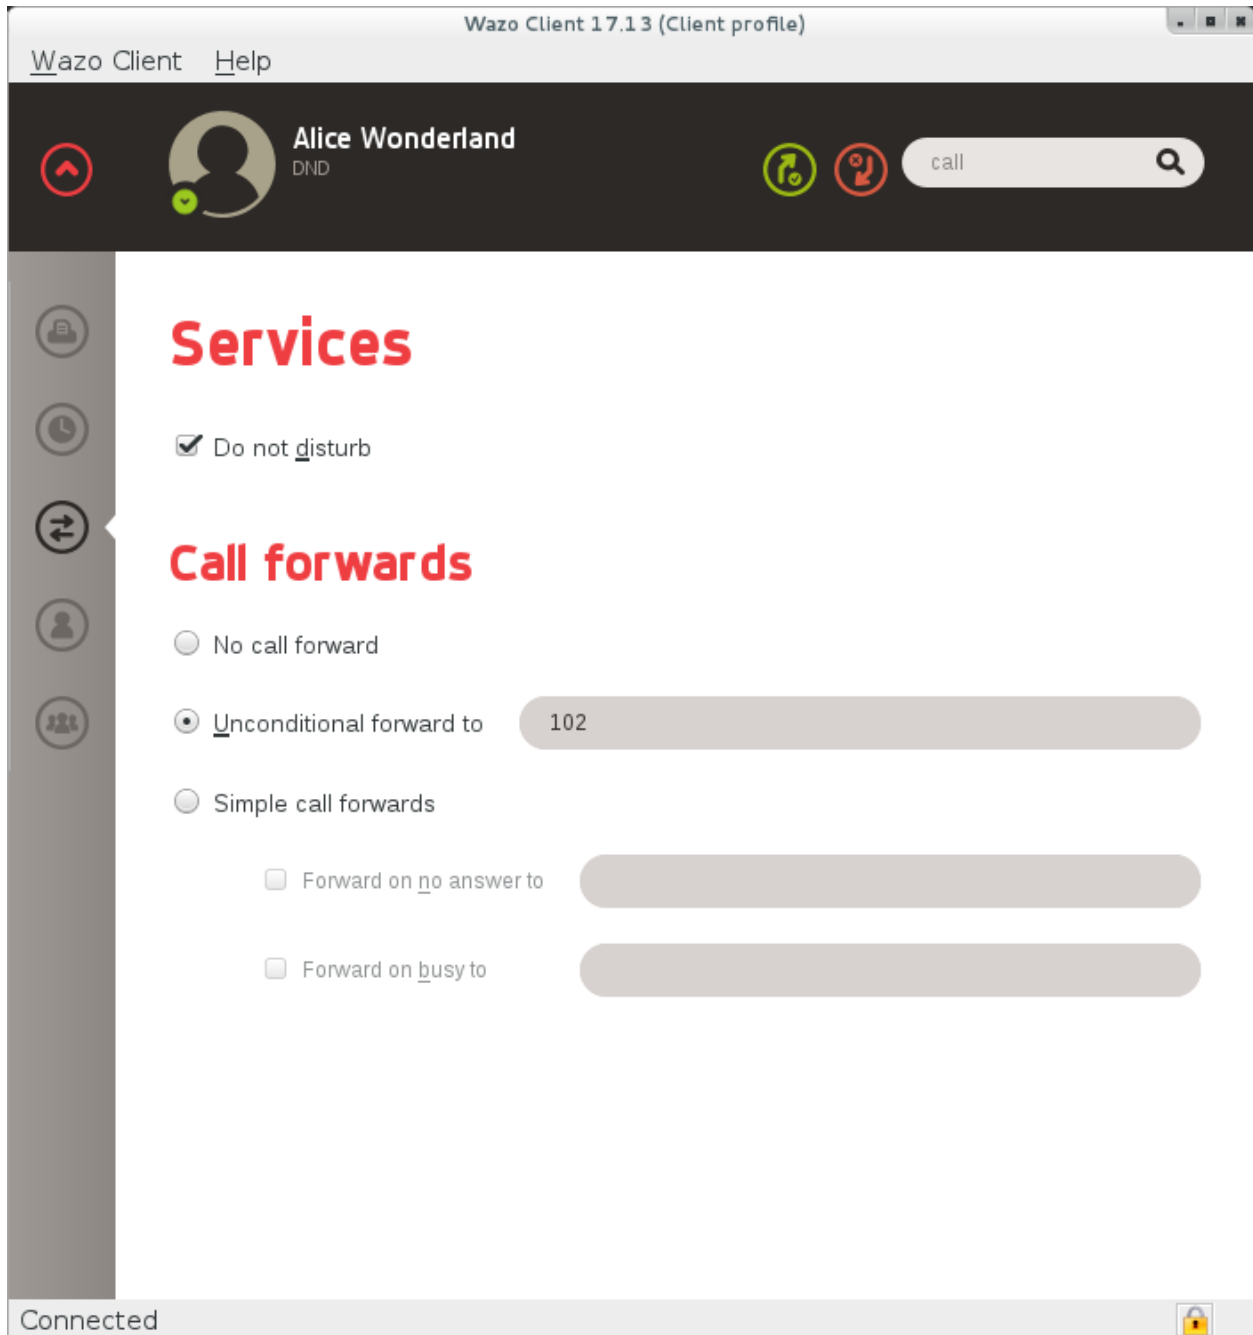 Wazo Client 17.13 (Client profile)
Wazo Client Help
Alice Wonderland
DND
call
Services
Do not disturb
Call forwards
No call forward
Unconditional forward to 102
Simple call forwards
Forward on no answer to
Forward on busy to
Connected